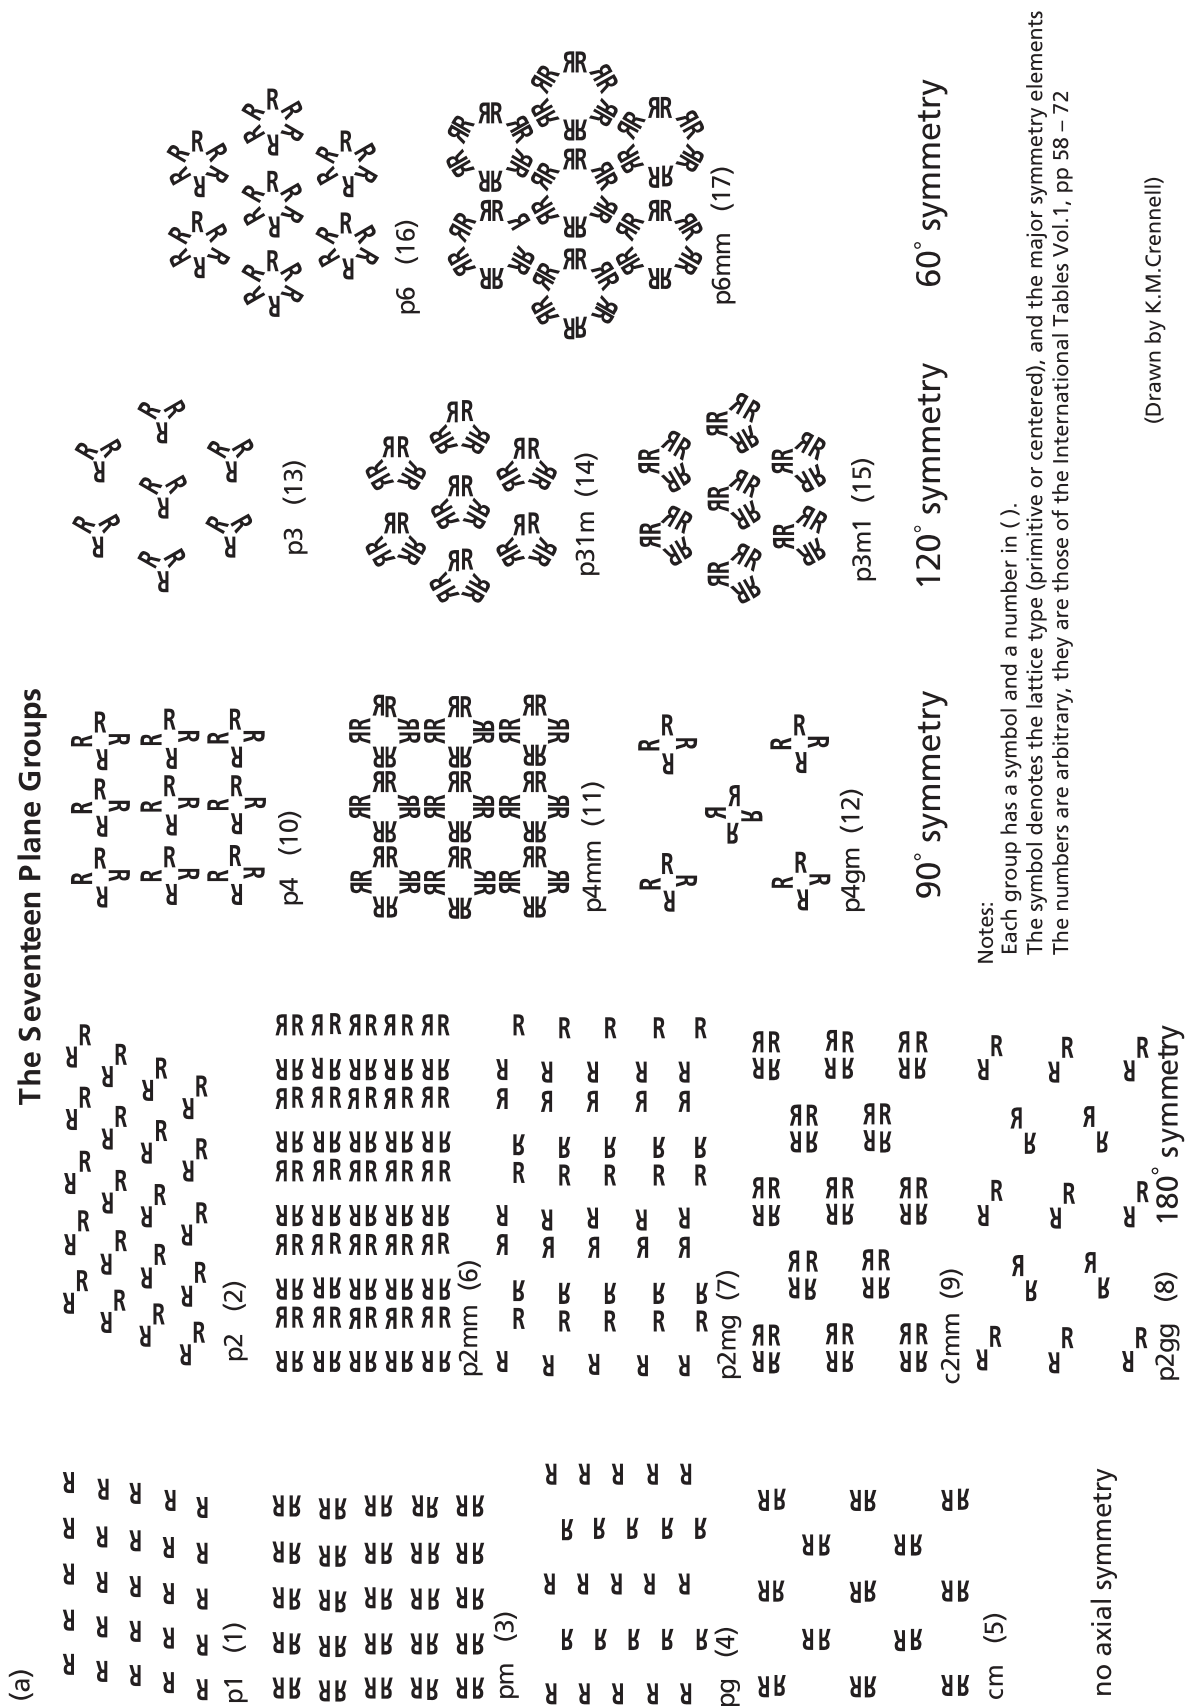 (a)
The Seventeen Plane Groups
p1 (1)
p2 (2)
p4 (10)
p3 (13)
p6 (16)
pm (3)
p2mm (6)
p4mm (11)
p31m (14)
p6mm (17)
pg (4)
p2mg (7)
p4gm (12)
p3m1 (15)
cm (5)
c2mm (9)
p2gg (8)
no axial symmetry
180° symmetry
90° symmetry
120° symmetry
60° symmetry
Notes:
Each group has a symbol and a number in ( ).
The symbol denotes the lattice type (primitive or centered), and the major symmetry elements
The numbers are arbitrary, they are those of the International Tables Vol.1, pp 58 – 72
(Drawn by K.M.Crennell)